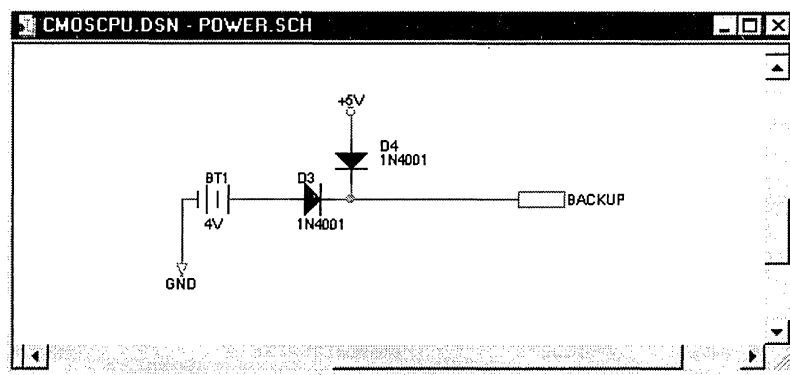 CMOSCPU.DSN - POWER.SCH
+5V
D4
1N4001
BT1
D3
BACKUP
4V
1N4001
GND